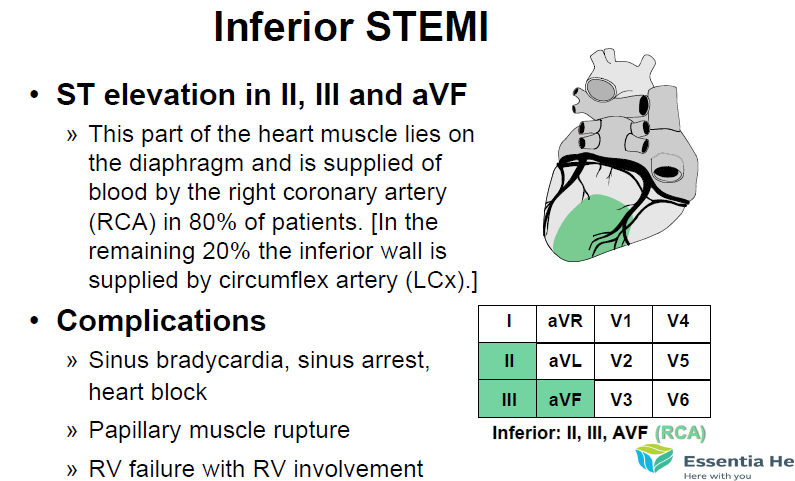 Inferior STEMI
• ST elevation in II, III and aVF
» This part of the heart muscle lies on
the diaphragm and is supplied of
blood by the right coronary artery
(RCA) in 80% of patients. [In the
remaining 20% the inferior wall is
supplied by circumflex artery (LCx).]
• Complications
» Sinus bradycardia, sinus arrest,
heart block
» Papillary muscle rupture
» RV failure with RV involvement
I aVR V1 V4
II aVL V2 V5
III aVF V3 V6
Inferior: II, III, AVF (RCA)
Essentia He
Here with you